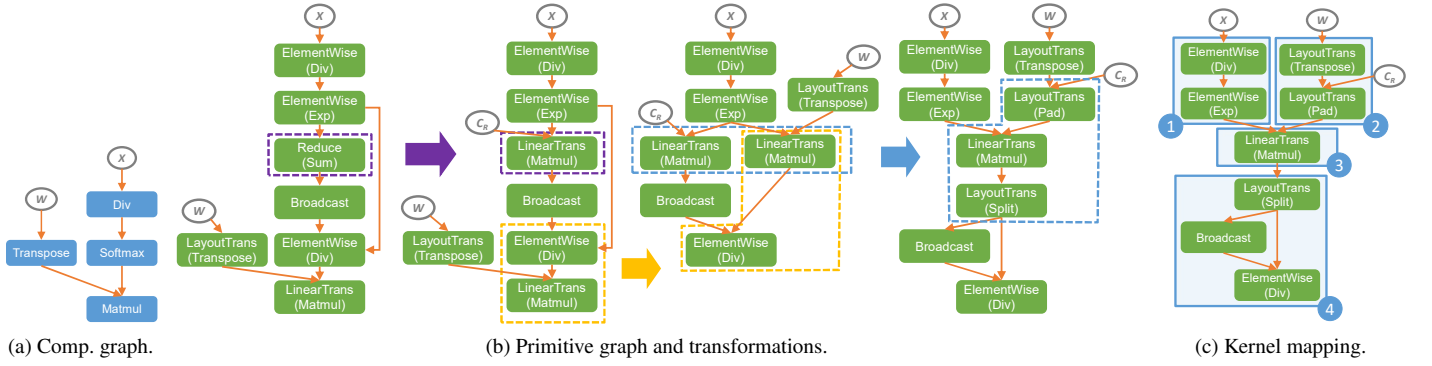 X
W
Div
Transpose
Softmax
Matmul
(a) Comp. graph.
X
ElementWise
(Div)
ElementWise
(Exp)
Reduce
(Sum)
Broadcast
W
LayoutTrans
(Transpose)
ElementWise
(Div)
LinearTrans
(Matmul)
X
ElementWise
(Div)
ElementWise
(Exp)
C_R
LinearTrans
(Matmul)
Broadcast
W
LayoutTrans
(Transpose)
ElementWise
(Div)
LinearTrans
(Matmul)
X
ElementWise
(Div)
W
ElementWise
(Exp)
LayoutTrans
(Transpose)
C_R
LinearTrans
(Matmul)
LinearTrans
(Matmul)
Broadcast
ElementWise
(Div)
X
W
ElementWise
(Div)
LayoutTrans
(Transpose)
C_R
ElementWise
(Exp)
LayoutTrans
(Pad)
LinearTrans
(Matmul)
LayoutTrans
(Split)
Broadcast
ElementWise
(Div)
(b) Primitive graph and transformations.
X
W
ElementWise
(Div)
LayoutTrans
(Transpose)
C_R
ElementWise
(Exp)
LayoutTrans
(Pad)
1
2
LinearTrans
(Matmul)
3
LayoutTrans
(Split)
Broadcast
ElementWise
(Div)
4
(c) Kernel mapping.